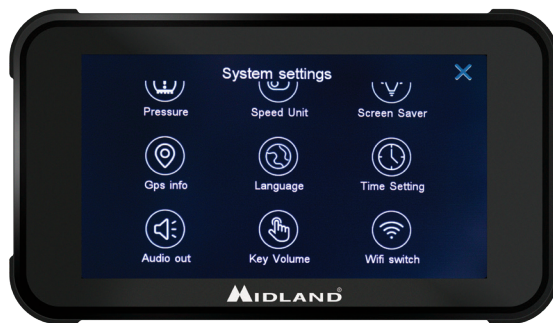 System settings
Pressure Speed Unit Screen Saver
Gps info Language Time Setting
Audio out Key Volume Wifi switch
MIDLAND®